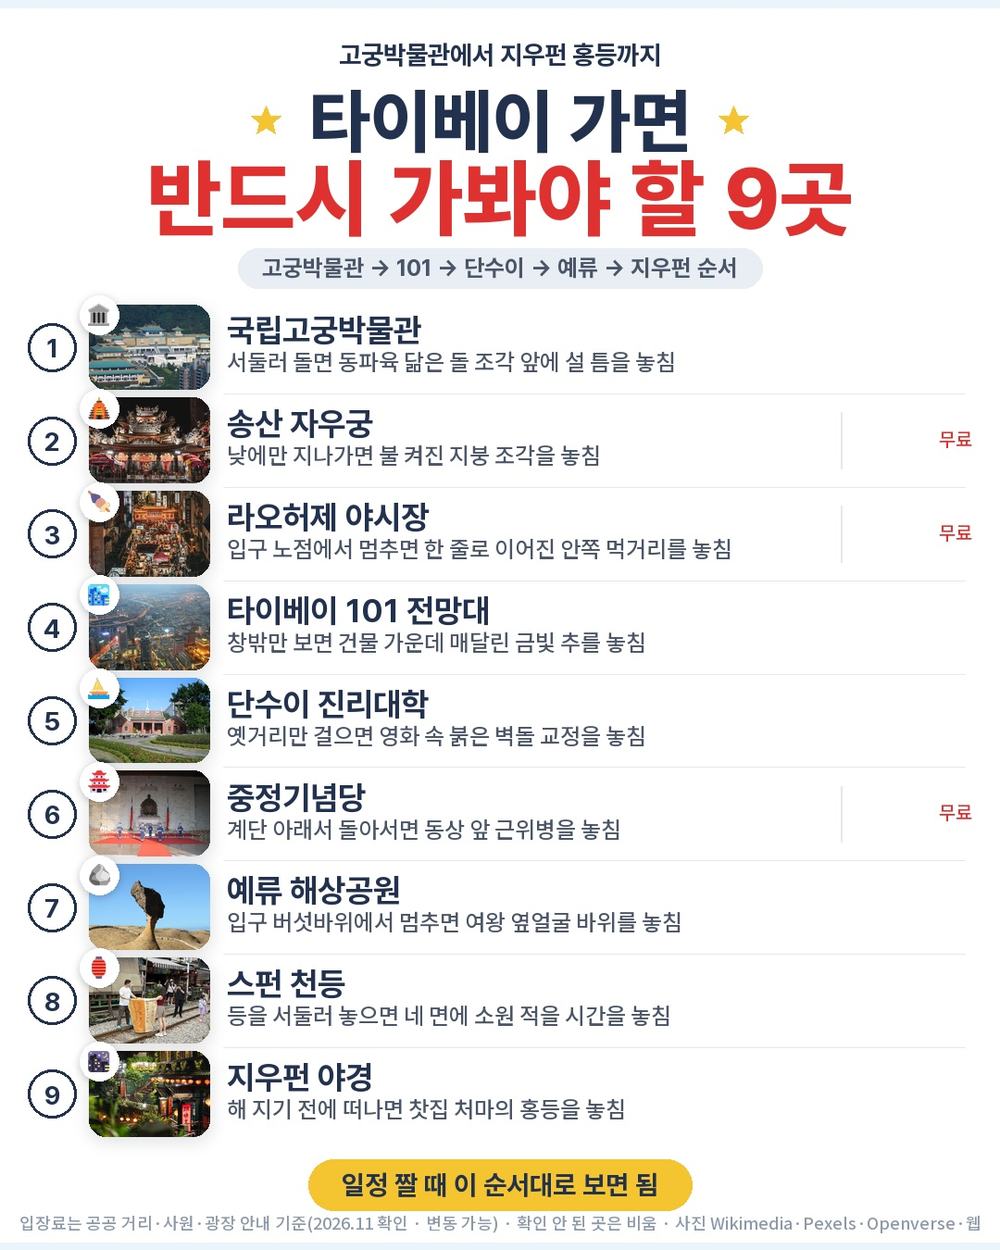 고궁박물관에서 지우펀 홍등까지
타이베이 가면
반드시 가봐야 할 9곳
고궁박물관 → 101 → 단수이 → 예류 → 지우펀 순서
1
국립고궁박물관
서둘러 돌면 동파육 닮은 돌 조각 앞에 설 틈을 놓침
2
송산 자우궁
낮에만 지나가면 불 켜진 지붕 조각을 놓침
무료
3
라오허제 야시장
입구 노점에서 멈추면 한 줄로 이어진 안쪽 먹거리를 놓침
무료
4
타이베이 101 전망대
창밖만 보면 건물 가운데 매달린 금빛 추를 놓침
5
단수이 진리대학
옛거리만 걸으면 영화 속 붉은 벽돌 교정을 놓침
6
중정기념당
계단 아래서 돌아서면 동상 앞 근위병을 놓침
무료
7
예류 해상공원
입구 버섯바위에서 멈추면 여왕 옆얼굴 바위를 놓침
8
스펀 천등
등을 서둘러 놓으면 네 면에 소원 적을 시간을 놓침
9
지우펀 야경
해 지기 전에 떠나면 찻집 처마의 홍등을 놓침
일정 짤 때 이 순서대로 보면 됨
입장료는 공공 거리·사원·광장 안내 기준(2026.11 확인 · 변동 가능) · 확인 안 된 곳은 비움 · 사진 Wikimedia·Pexels·Openverse·웹